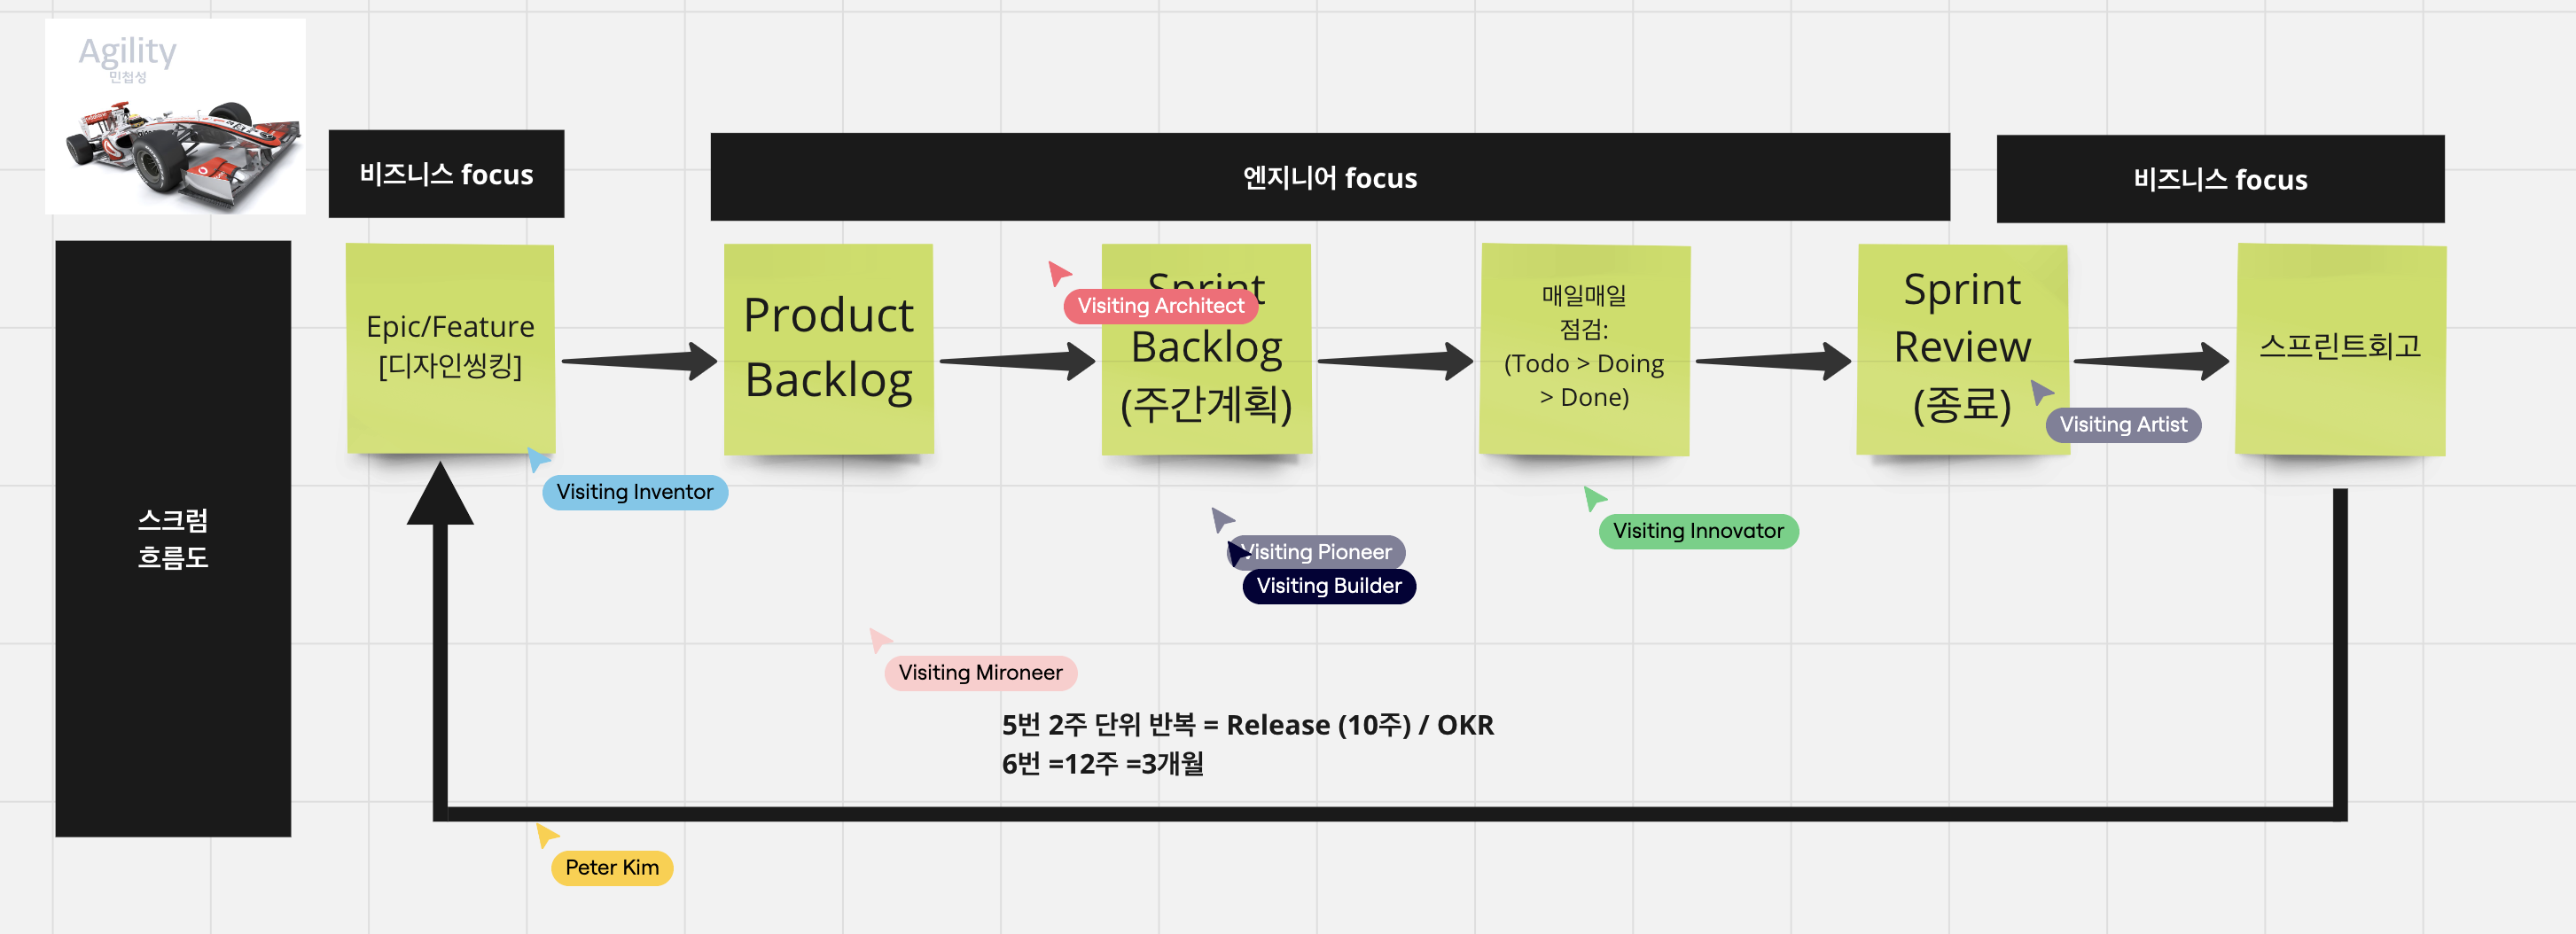 Agility
민첩성
비즈니스 focus
엔지니어 focus
비즈니스 focus
스크럼
흐름도
Epic/Feature
[디자인씽킹]
Product
Backlog
Sprint
Backlog
(주간계획)
매일매일
점검:
(Todo > Doing
> Done)
Sprint
Review
(종료)
스프린트회고
Visiting Architect
Visiting Artist
Visiting Inventor
Visiting Innovator
Visiting Pioneer
Visiting Builder
Visiting Mironeer
5번 2주 단위 반복 = Release (10주) / OKR
6번 =12주 =3개월
Peter Kim